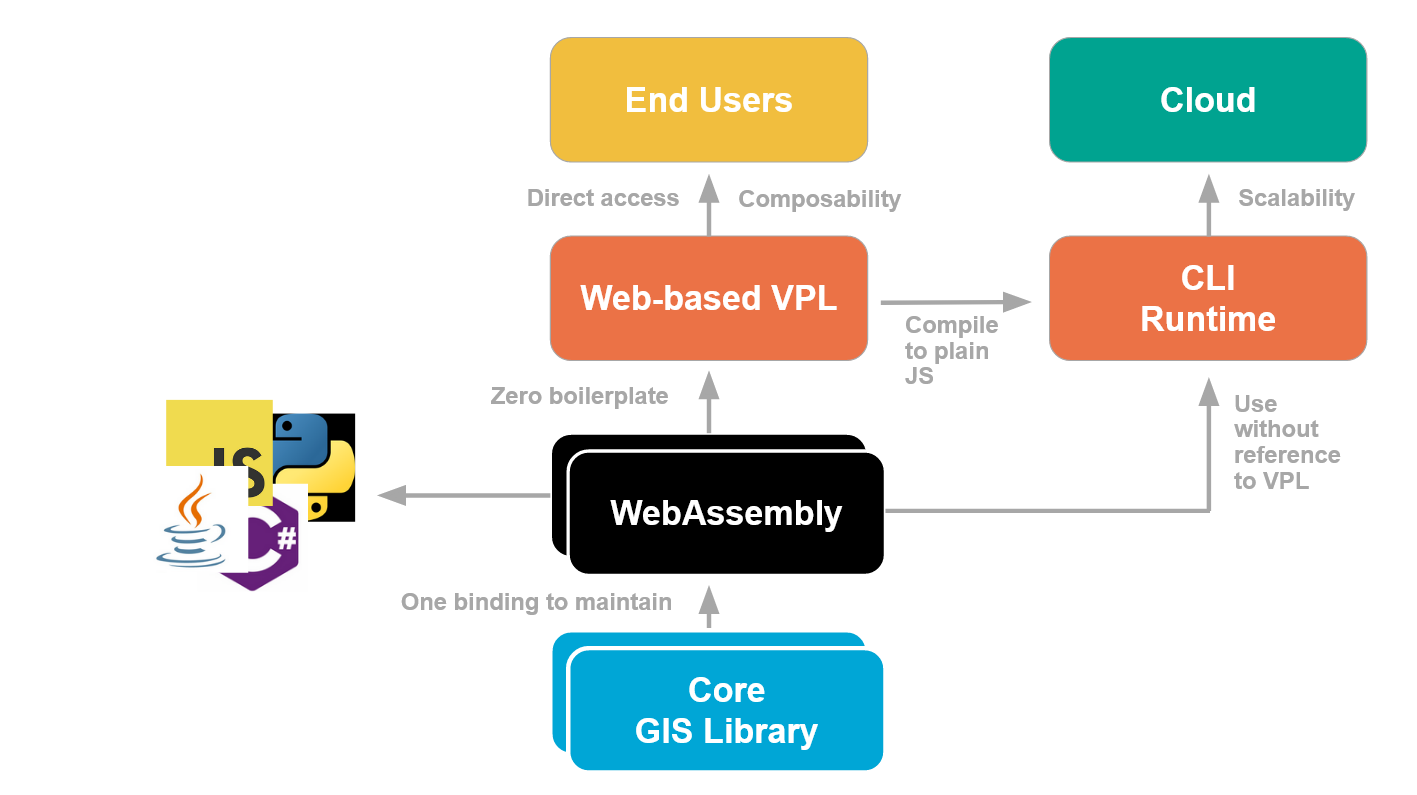 End Users
Cloud
Direct access
Composability
Scalability
Web-based VPL
CLI
Runtime
Compile
to plain
JS
Zero boilerplate
Use
without
reference
to VPL
JS
C#
WebAssembly
One binding to maintain
Core
GIS Library